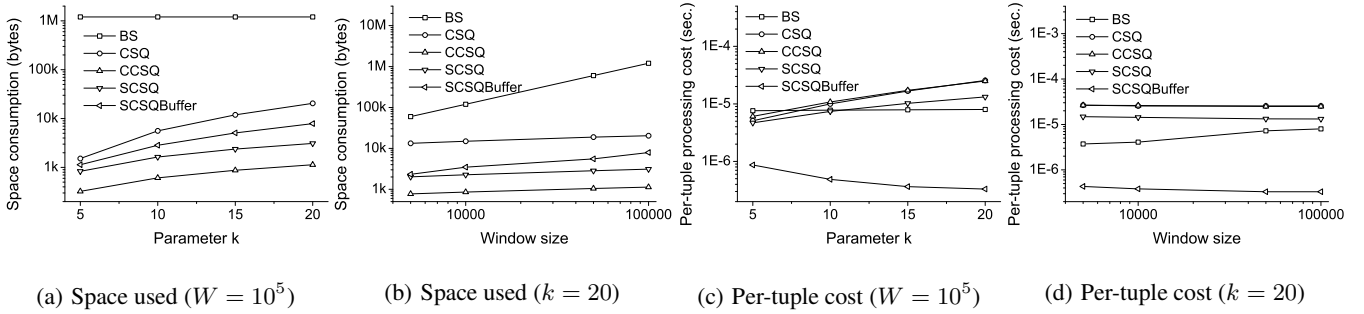 Space consumption (bytes)
1M
100k
10k
1k
BS
CSQ
CCSQ
SCSQ
SCSQBuffer
5
10
15
20
Parameter k
(a) Space used (W = 10^5)
Space consumption (bytes)
10M
1M
100k
10k
1k
BS
CSQ
CCSQ
SCSQ
SCSQBuffer
10000
100000
Window size
(b) Space used (k = 20)
Per-tuple processing cost (sec.)
1E-4
1E-5
1E-6
BS
CSQ
CCSQ
SCSQ
SCSQBuffer
5
10
15
20
Parameter k
(c) Per-tuple cost (W = 10^5)
Per-tuple processing cost (sec.)
1E-3
1E-4
1E-5
1E-6
BS
CSQ
CCSQ
SCSQ
SCSQBuffer
10000
100000
Window size
(d) Per-tuple cost (k = 20)